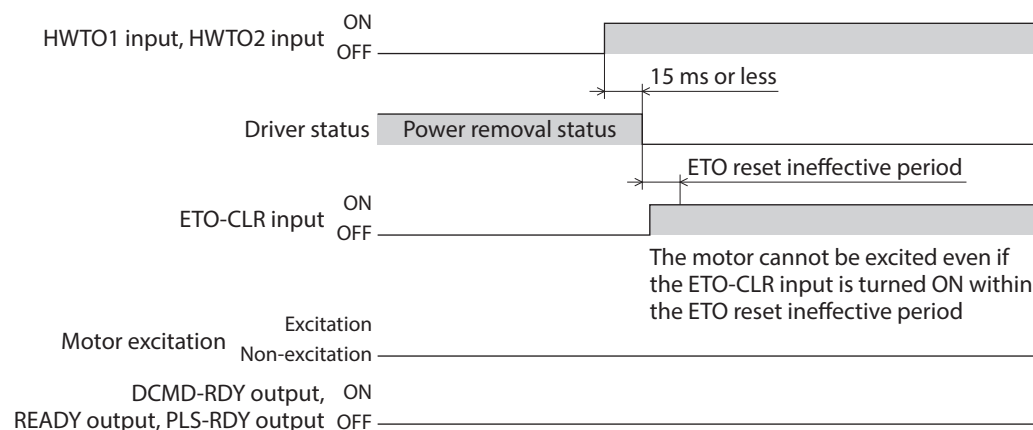 HWTO1 input, HWTO2 input
ON
OFF
15 ms or less
Driver status
Power removal status
ETO reset ineffective period
ETO-CLR input
ON
OFF
The motor cannot be excited even if
the ETO-CLR input is turned ON within
the ETO reset ineffective period
Motor excitation
Excitation
Non-excitation
DCMD-RDY output,
READY output, PLS-RDY output
ON
OFF